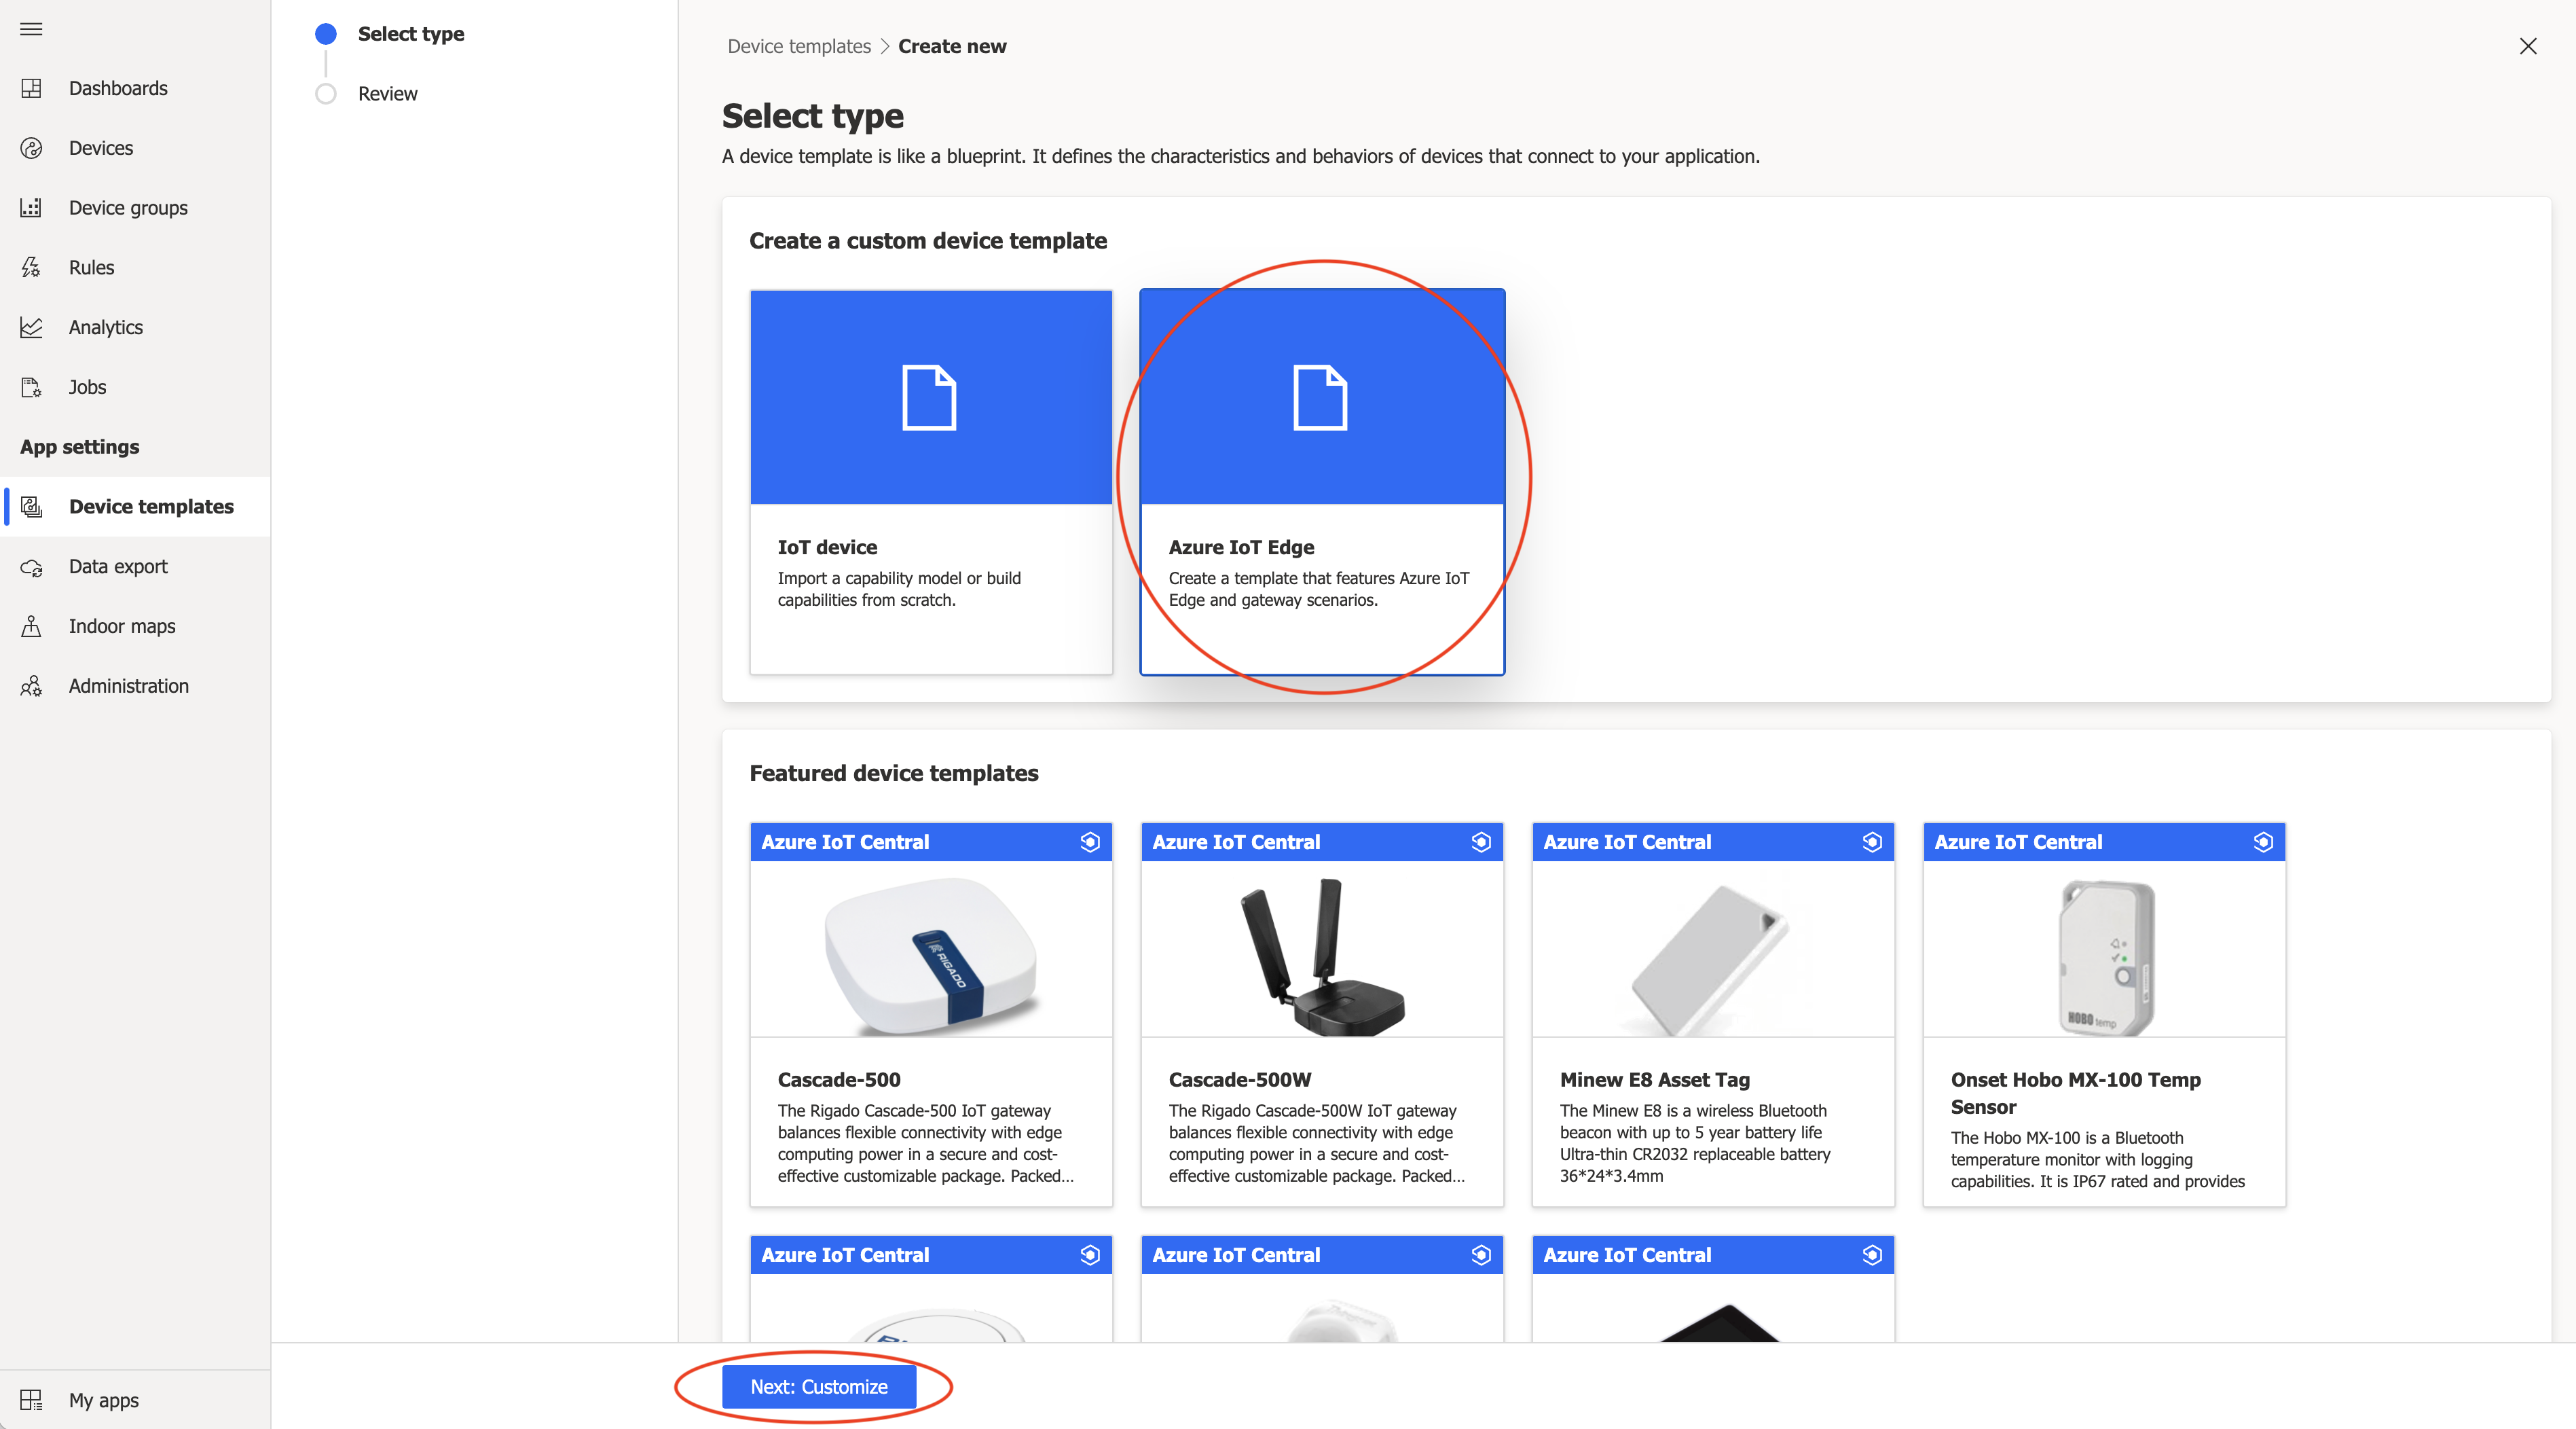 Dashboards
Devices
Device groups
Rules
Analytics
Jobs
App settings
Device templates
Data export
Indoor maps
Administration
My apps
Select type
Review
Device templates > Create new
Select type
A device template is like a blueprint. It defines the characteristics and behaviors of devices that connect to your application.
Create a custom device template
IoT device
Import a capability model or build
capabilities from scratch.
Azure IoT Edge
Create a template that features Azure IoT
Edge and gateway scenarios.
Featured device templates
Azure IoT Central
RIGADO
Cascade-500
The Rigado Cascade-500 IoT gateway
balances flexible connectivity with edge
computing power in a secure and cost-
effective customizable package. Packed...
Azure IoT Central
Cascade-500W
The Rigado Cascade-500W IoT gateway
balances flexible connectivity with edge
computing power in a secure and cost-
effective customizable package. Packed...
Azure IoT Central
Minew E8 Asset Tag
The Minew E8 is a wireless Bluetooth
beacon with up to 5 year battery life
Ultra-thin CR2032 replaceable battery
36*24*3.4mm
Azure IoT Central
HOBO temp
Onset Hobo MX-100 Temp
Sensor
The Hobo MX-100 is a Bluetooth
temperature monitor with logging
capabilities. It is IP67 rated and provides
Azure IoT Central
Azure IoT Central
Azure IoT Central
Next: Customize